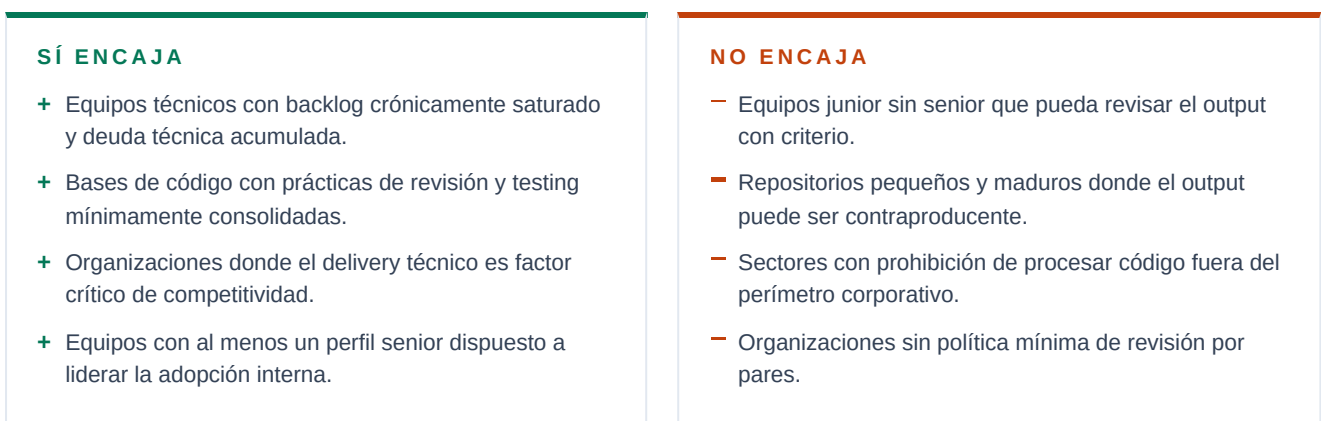 SÍ ENCAJA
+ Equipos técnicos con backlog crónicamente saturado
y deuda técnica acumulada.
+ Bases de código con prácticas de revisión y testing
mínimamente consolidadas.
+ Organizaciones donde el delivery técnico es factor
crítico de competitividad.
+ Equipos con al menos un perfil senior dispuesto a
liderar la adopción interna.
NO ENCAJA
— Equipos junior sin senior que pueda revisar el output
con criterio.
— Repositorios pequeños y maduros donde el output
puede ser contraproducente.
— Sectores con prohibición de procesar código fuera del
perímetro corporativo.
— Organizaciones sin política mínima de revisión por
pares.